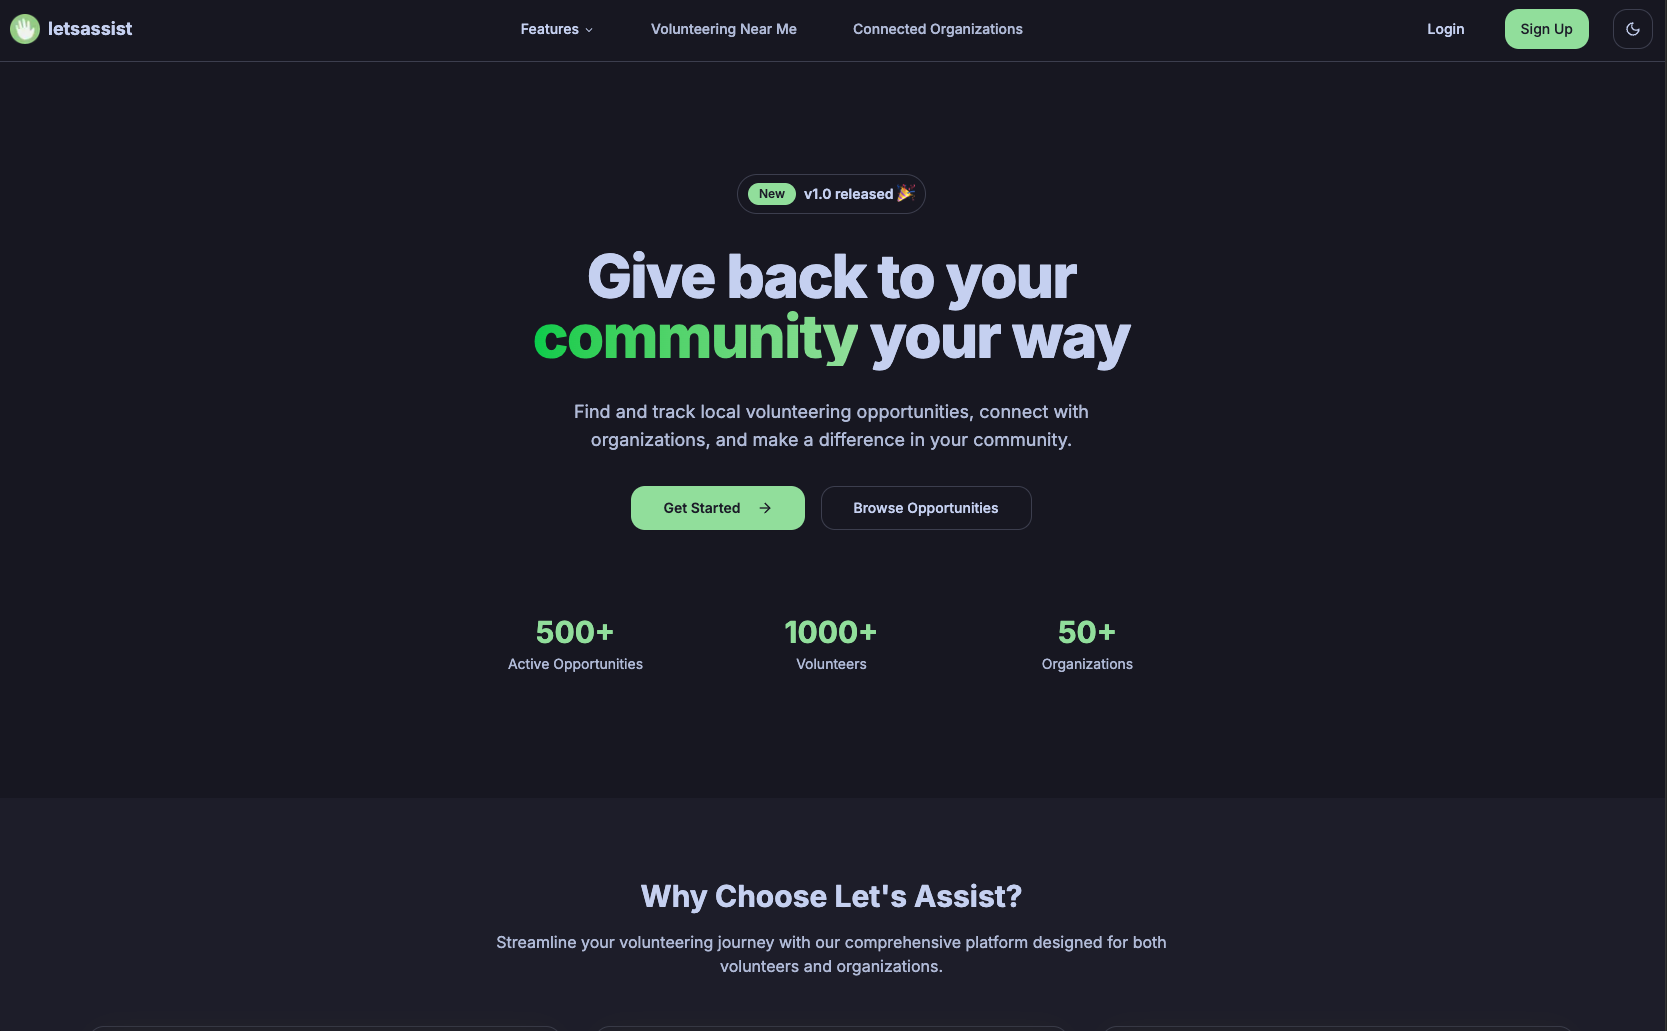 letsassist
Features
Volunteering Near Me
Connected Organizations
Login
Sign Up
New
v1.0 released 🎉
Give back to your
community your way
Find and track local volunteering opportunities, connect with
organizations, and make a difference in your community.
Get Started →
Browse Opportunities
500+
Active Opportunities
1000+
Volunteers
50+
Organizations
Why Choose Let's Assist?
Streamline your volunteering journey with our comprehensive platform designed for both
volunteers and organizations.